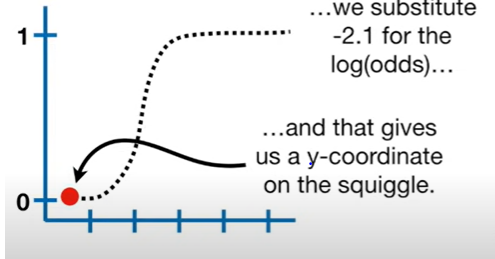 …we substitute
-2.1 for the
log(odds)…
1
…and that gives
us a y-coordinate
on the squiggle.
0